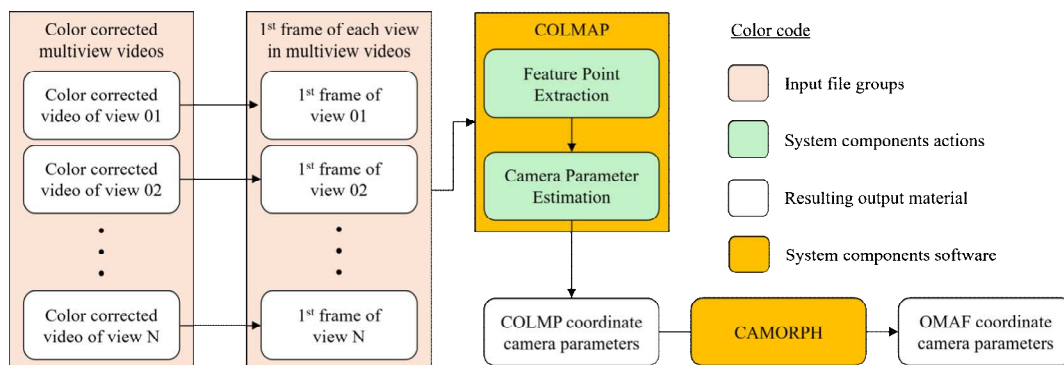 Color corrected
multiview videos
Color corrected
video of view 01
Color corrected
video of view 02
Color corrected
video of view N
1st frame of each view
in multiview videos
1st frame of
view 01
1st frame of
view 02
1st frame of
view N
COLMAP
Feature Point
Extraction
Camera Parameter
Estimation
COLMP coordinate
camera parameters
CAMORPH
OMAF coordinate
camera parameters
Color code
Input file groups
System components actions
Resulting output material
System components software